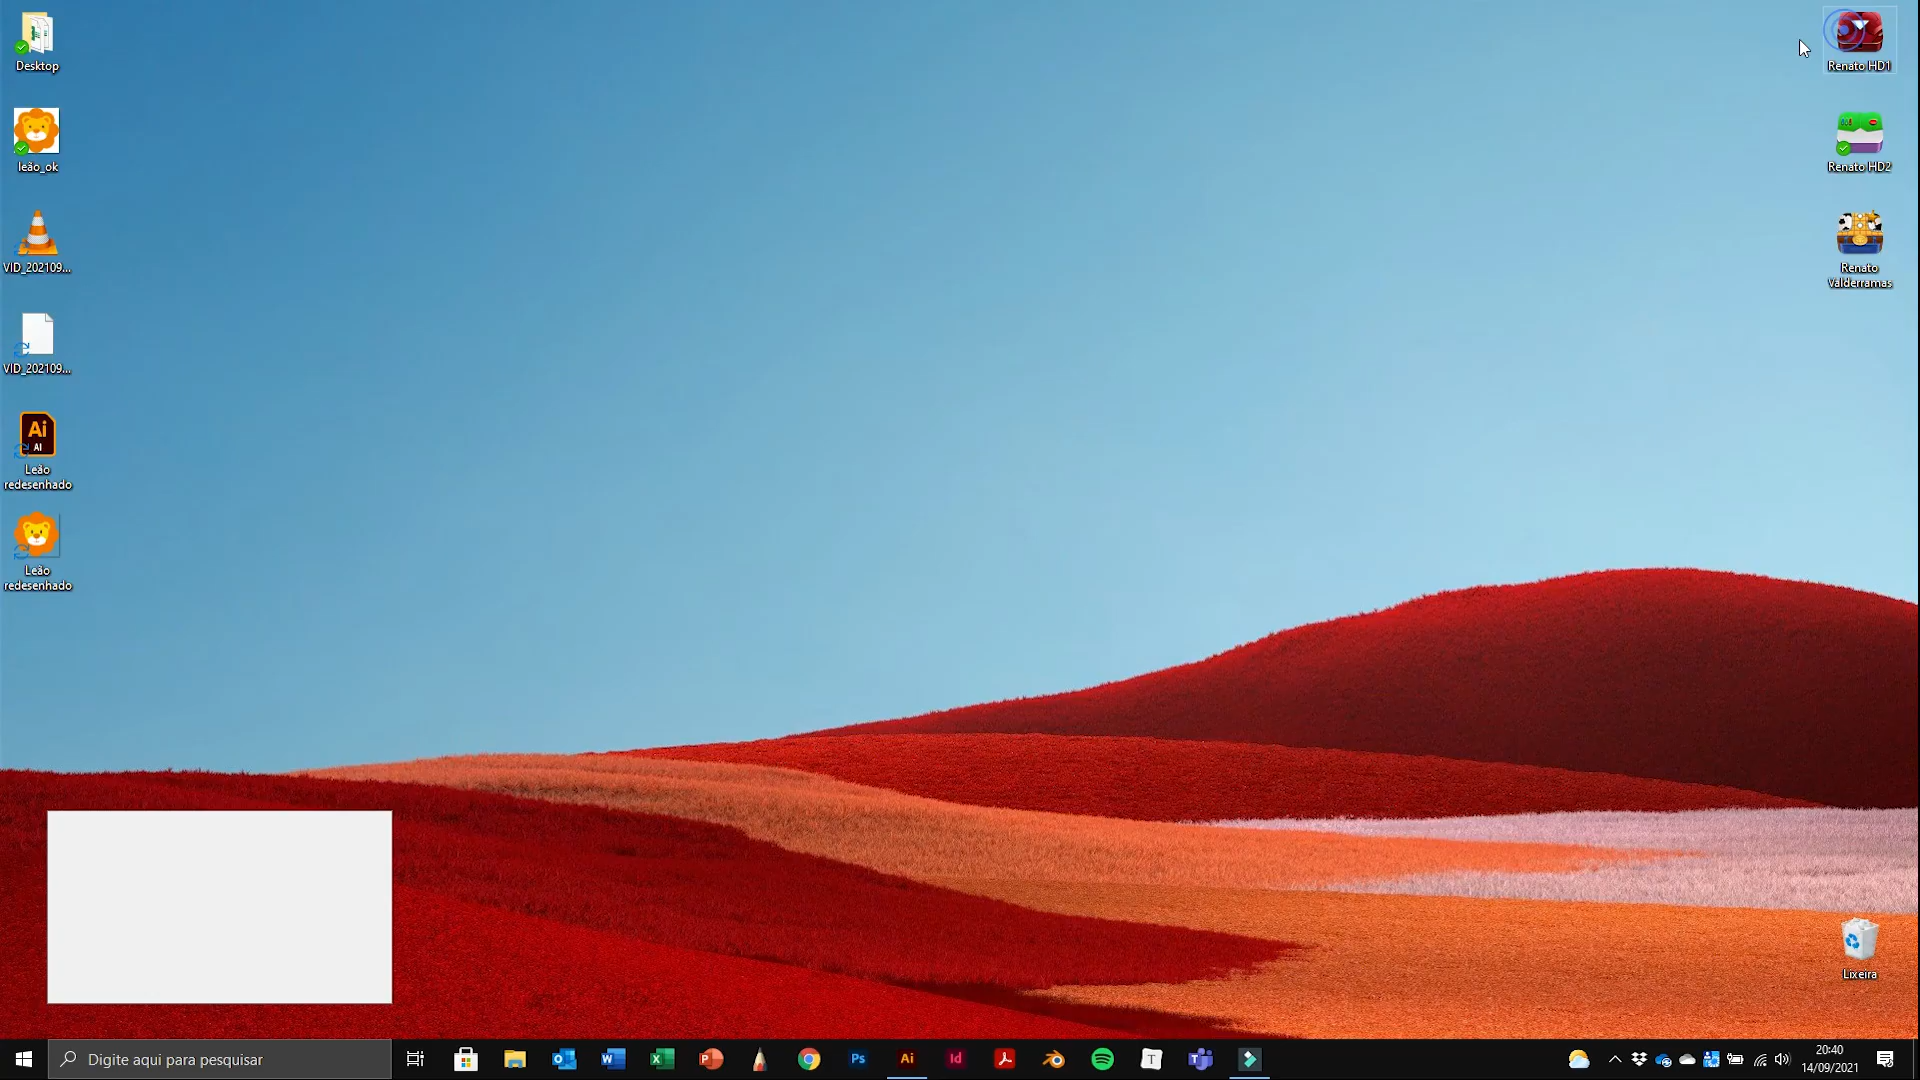 Desktop
leão_ok
VID_202109...
VID_202109...
Ai
AI
Leão
redesenhado
Leão
redesenhado
Renato HD1
Renato HD2
Renato
Valderramas
Lixeira
Digite aqui para pesquisar
Ps
Ai
Id
T
20:40
14/09/2021